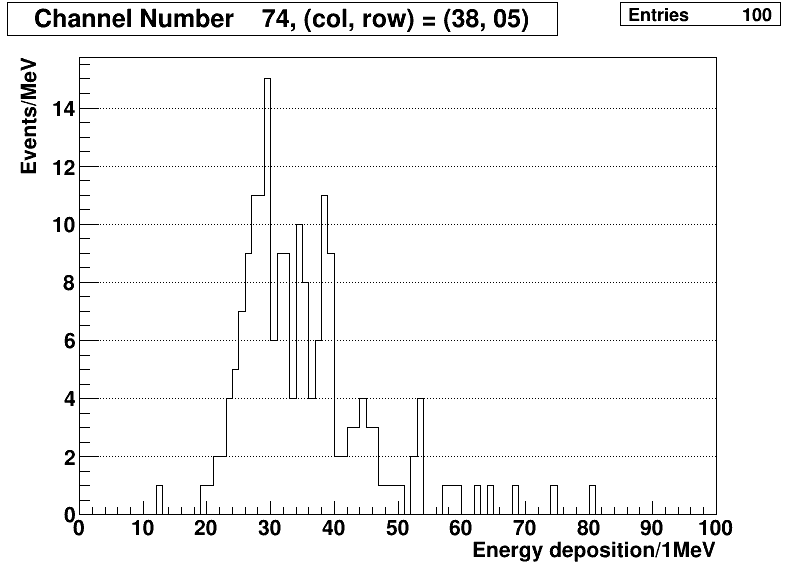 Channel Number 74, (col, row) = (38, 05)
Entries 100
Events/MeV
14
12
10
8
6
4
2
0
0 10 20 30 40 50 60 70 80 90 100
Energy deposition/1MeV